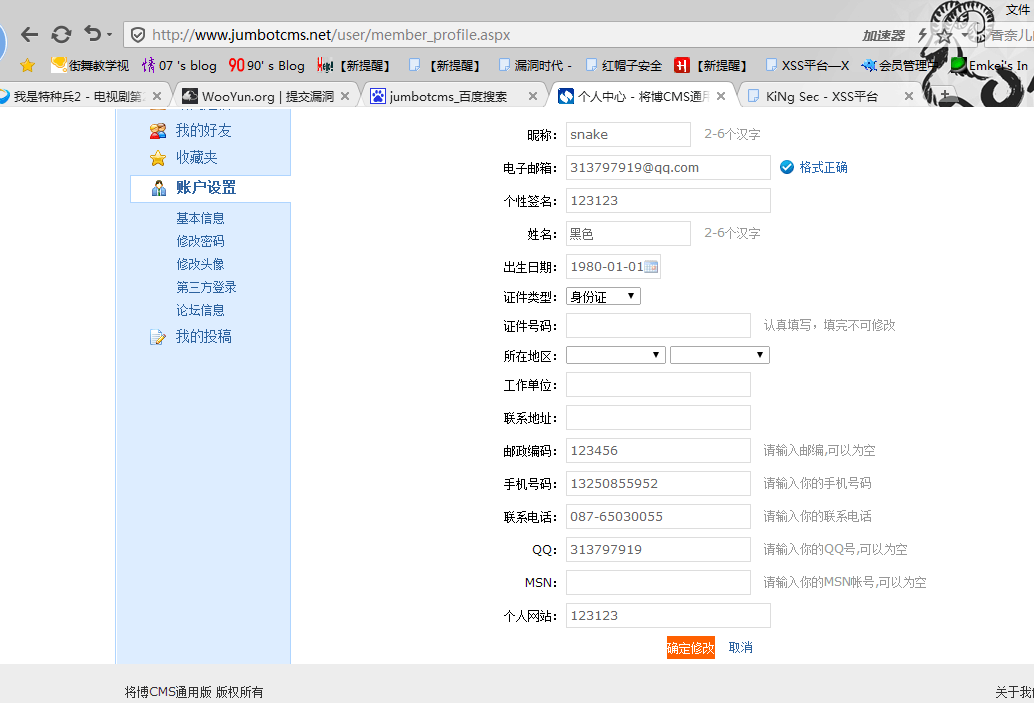 文件
http://www.jumbotcms.net/user/member_profile.aspx
加速器
香奈儿
街舞教学视
情 07 's blog
90 90' s Blog
【新提醒】
【新提醒】
漏洞时代 -
红帽子安全
H 【新提醒】
XSS平台—X
会员管理中
Emkei's In
我是特种兵2 - 电视剧第
WooYun.org | 提交漏洞
jumbotcms_百度搜索
个人中心 - 将博CMS通用
KiNg Sec - XSS平台
我的好友
收藏夹
账户设置
基本信息
修改密码
修改头像
第三方登录
论坛信息
我的投稿
昵称： snake 2-6个汉字
电子邮箱： 313797919@qq.com 格式正确
个性签名： 123123
姓名： 黑色 2-6个汉字
出生日期： 1980-01-01
证件类型： 身份证
证件号码： 认真填写，填完不可修改
所在地区：
工作单位：
联系地址：
邮政编码： 123456 请输入邮编,可以为空
手机号码： 13250855952 请输入你的手机号码
联系电话： 087-65030055 请输入你的联系电话
QQ： 313797919 请输入你的QQ号,可以为空
MSN： 请输入你的MSN帐号,可以为空
个人网站： 123123
确定修改 取消
将博CMS通用版 版权所有
关于我们